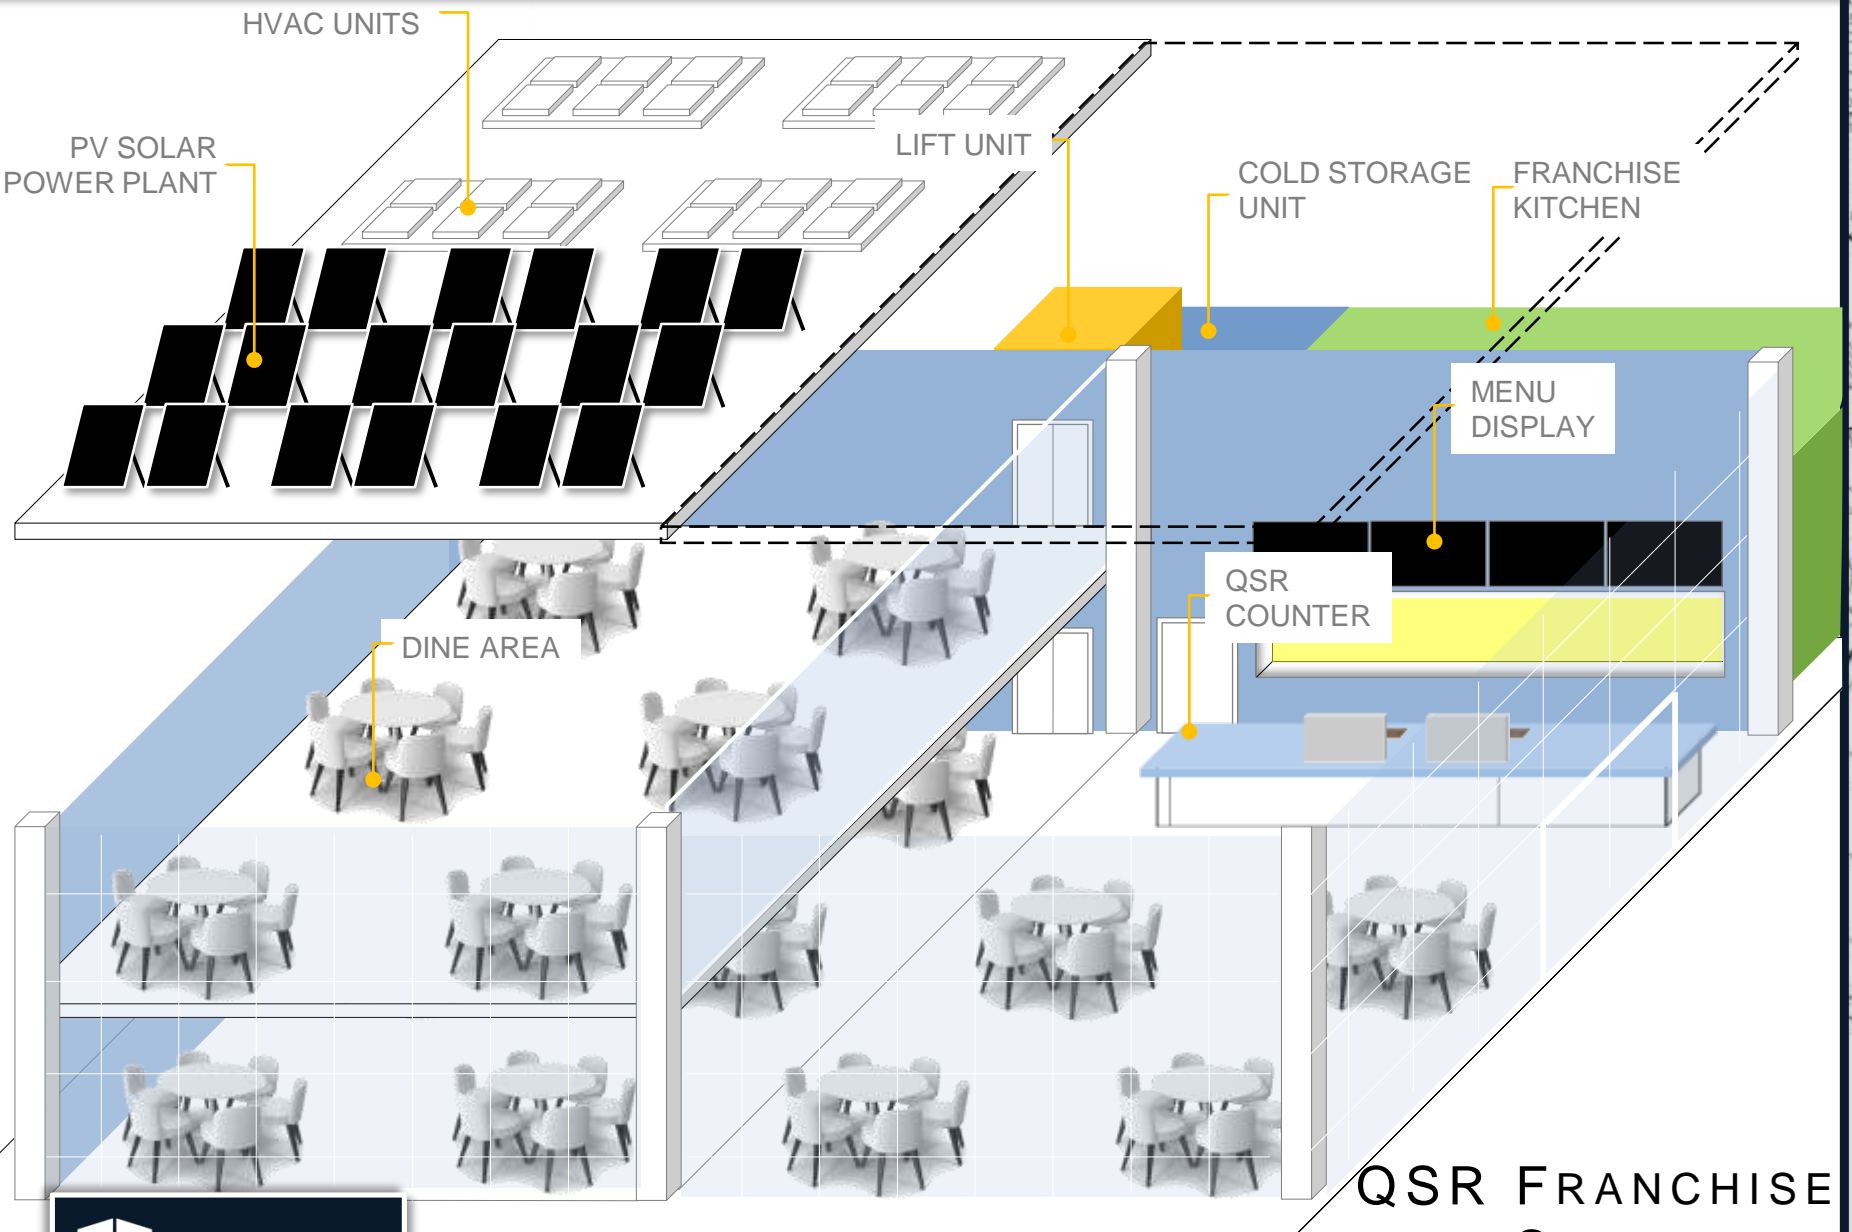 HVAC UNITS
PV SOLAR
POWER PLANT
LIFT UNIT
COLD STORAGE
UNIT
FRANCHISE
KITCHEN
MENU
DISPLAY
QSR
COUNTER
DINE AREA
QSR FRANCHISE